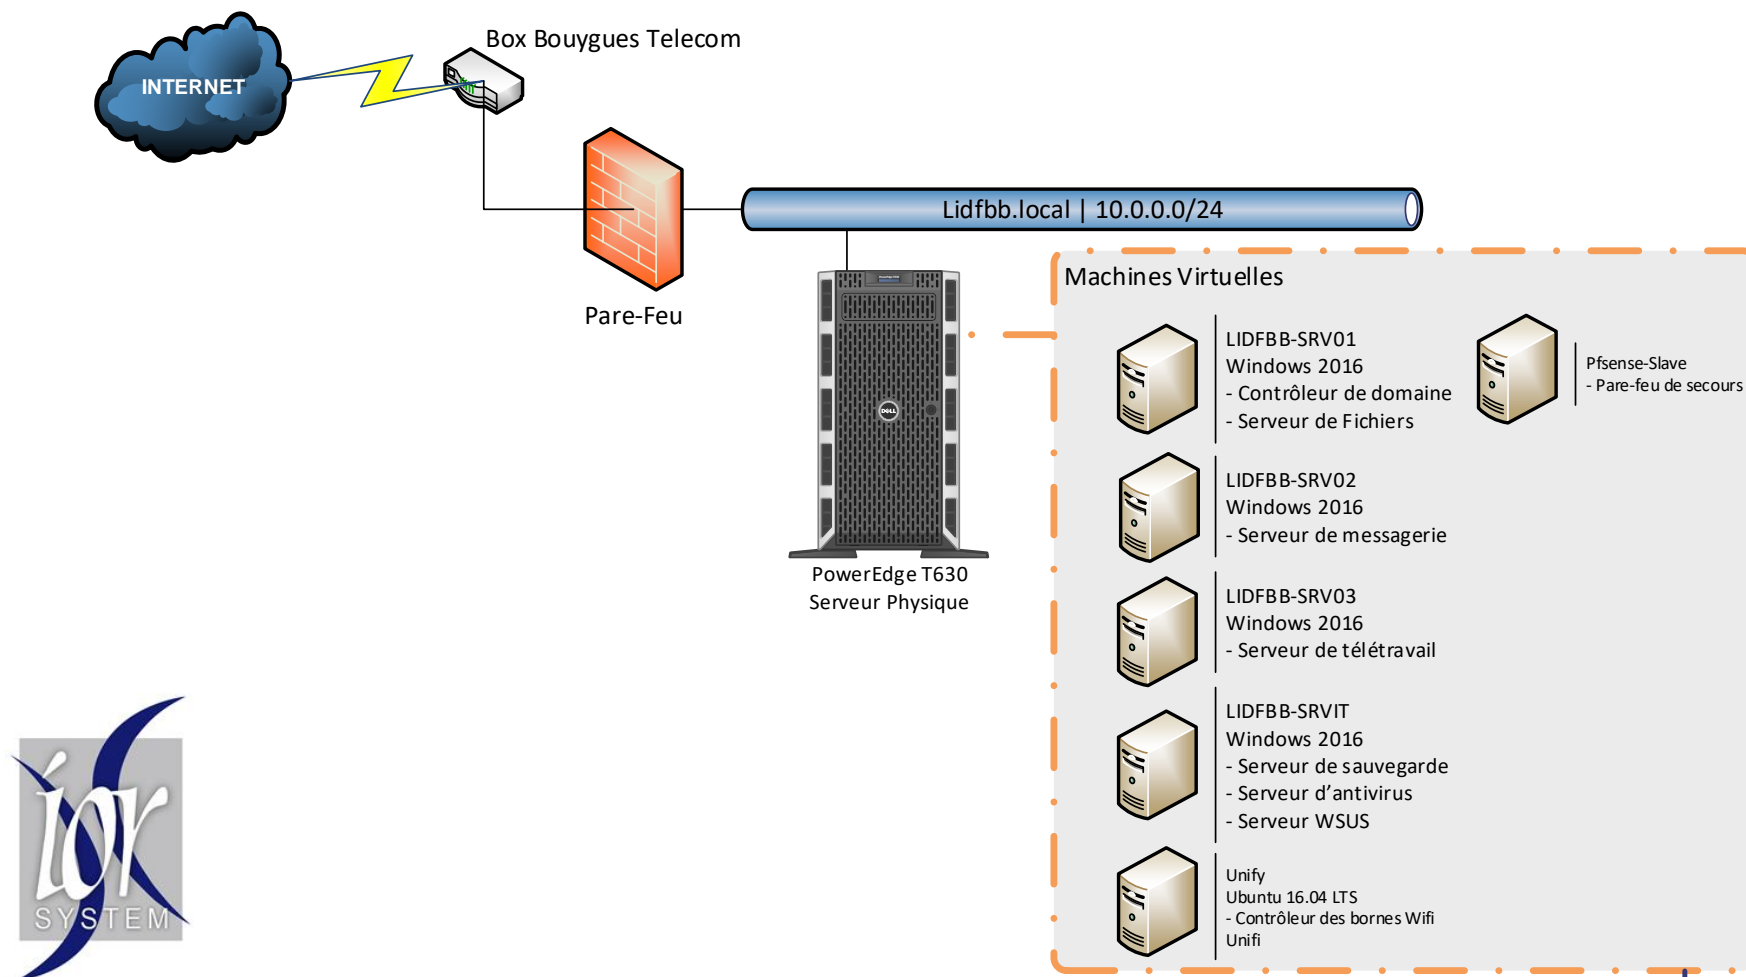 Box Bouygues Telecom
INTERNET
Lidfbb.local | 10.0.0.0/24
Pare-Feu
PowerEdge T630
Serveur Physique
Machines Virtuelles
LIDFBB-SRV01
Windows 2016
- Contrôleur de domaine
- Serveur de Fichiers
Pfsense-Slave
- Pare-feu de secours
LIDFBB-SRV02
Windows 2016
- Serveur de messagerie
LIDFBB-SRV03
Windows 2016
- Serveur de télétravail
LIDFBB-SRVIT
Windows 2016
- Serveur de sauvegarde
- Serveur d’antivirus
- Serveur WSUS
Unify
Ubuntu 16.04 LTS
- Contrôleur des bornes Wifi
Unifi
DELL
ior
SYSTEM